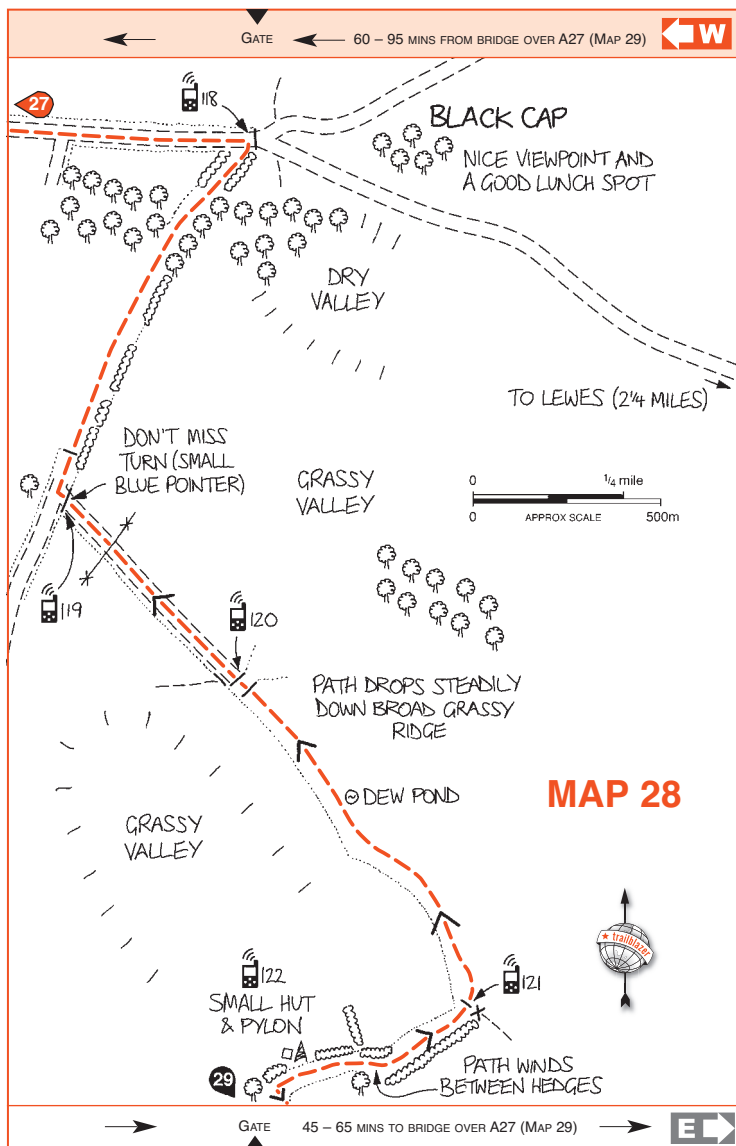 GATE
60 – 95 MINS FROM BRIDGE OVER A27 (MAP 29)
W
27
118
BLACK CAP
NICE VIEWPOINT AND
A GOOD LUNCH SPOT
DRY
VALLEY
TO LEWES (2¼ MILES)
DON'T MISS
TURN (SMALL
BLUE POINTER)
GRASSY
VALLEY
0
¼ mile
0
APPROX SCALE
500m
119
120
PATH DROPS STEADILY
DOWN BROAD GRASSY
RIDGE
DEW POND
MAP 28
GRASSY
VALLEY
trailblazer
122
SMALL HUT
& PYLON
121
29
PATH WINDS
BETWEEN HEDGES
GATE
45 – 65 MINS TO BRIDGE OVER A27 (MAP 29)
E